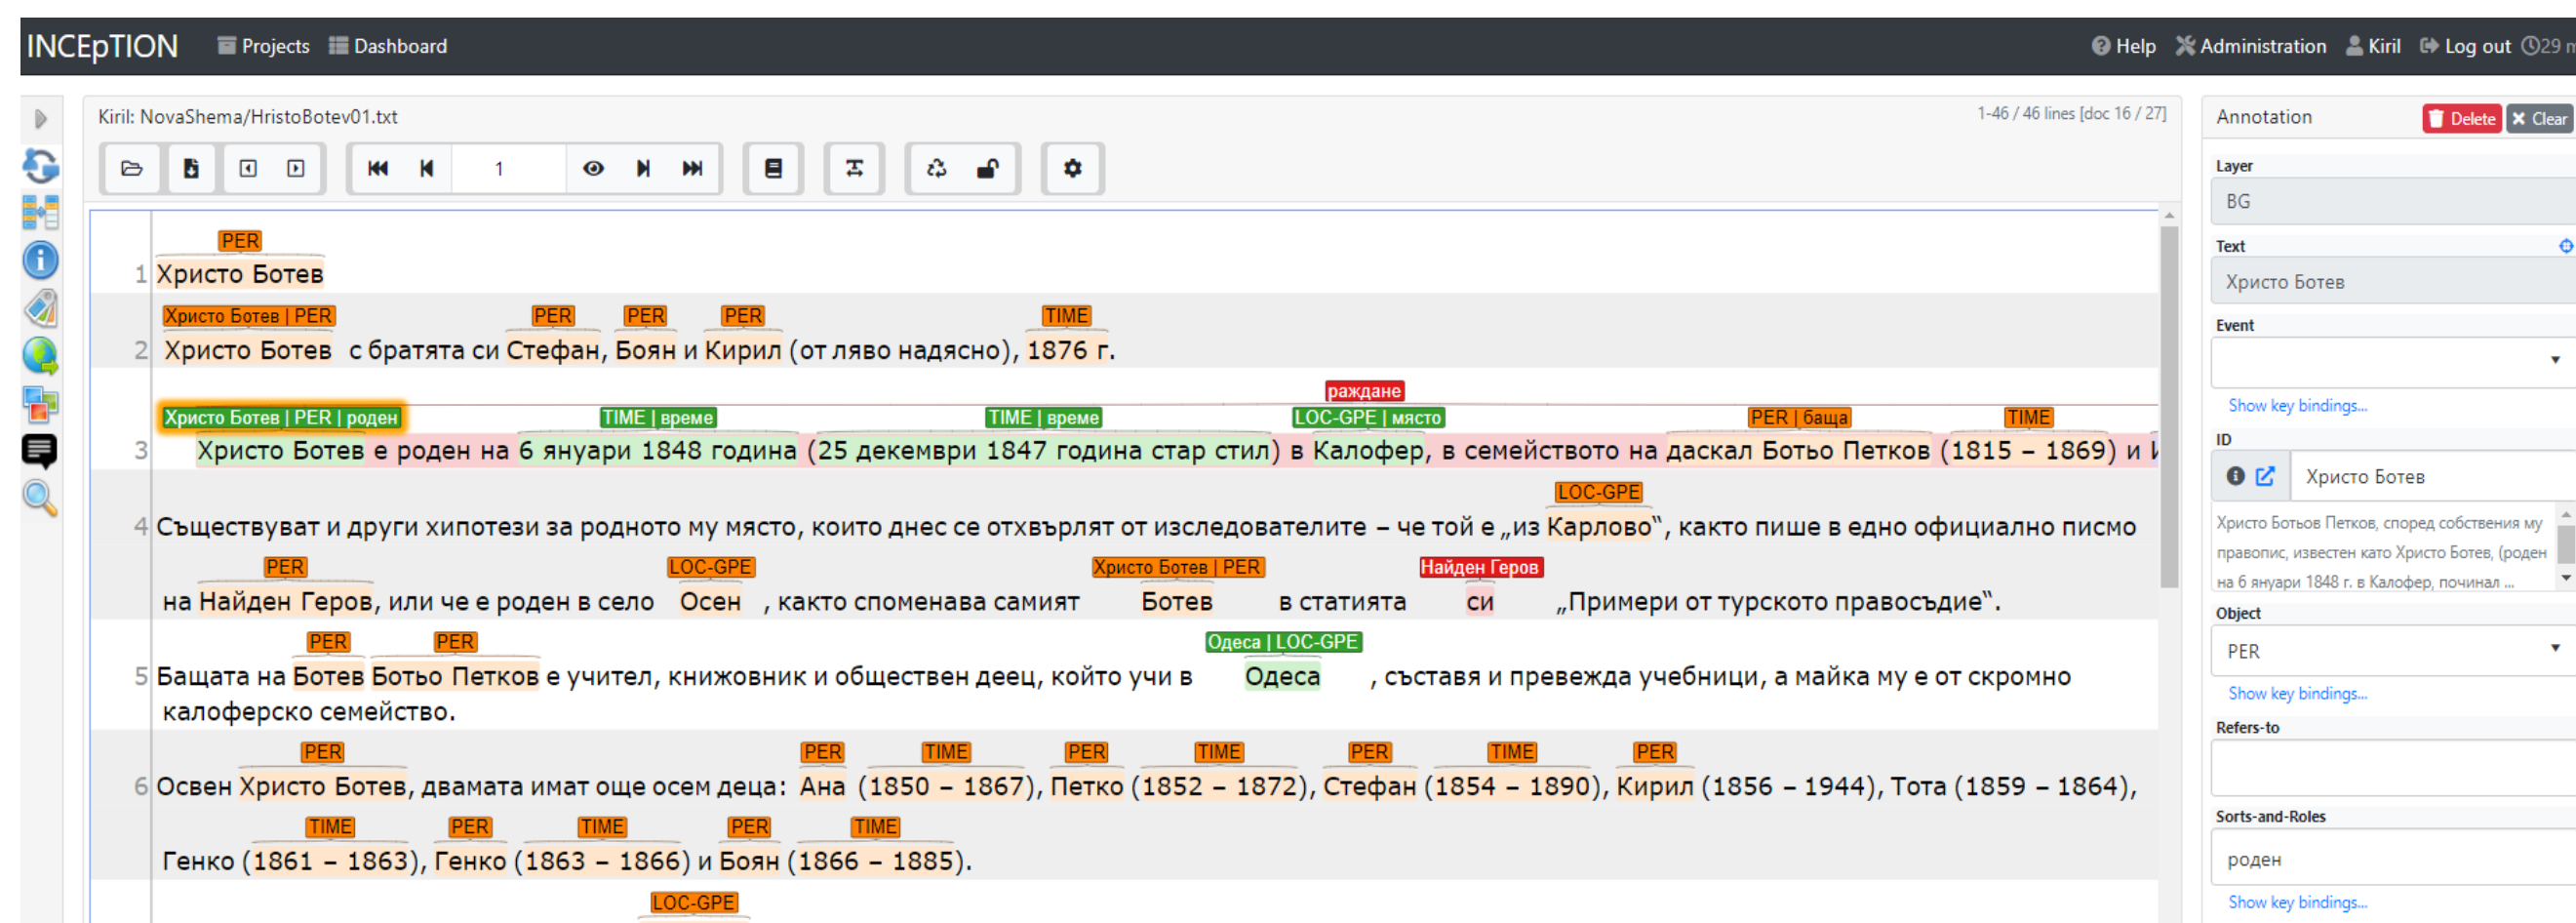 INCEpTION Projects Dashboard Help Administration Kiril Log out 29 m
Kiril: NovaShema/HristoBotev01.txt 1-46 / 46 lines [doc 16 / 27]
1
PER
1 Христо Ботев
Христо Ботев | PER PER PER PER TIME
2 Христо Ботев с братята си Стефан, Боян и Кирил (от ляво надясно), 1876 г.
раждане
Христо Ботев | PER | роден TIME | време TIME | време LOC-GPE | място PER | баща TIME
3 Христо Ботев е роден на 6 януари 1848 година (25 декември 1847 година стар стил) в Калофер, в семейството на даскал Ботьо Петков (1815 – 1869) и
LOC-GPE
4 Съществуват и други хипотези за родното му място, които днес се отхвърлят от изследователите – че той е „из Карлово“, както пише в едно официално писмо
PER LOC-GPE Христо Ботев | PER Найден Геров
на Найден Геров, или че е роден в село Осен , както споменава самият Ботев в статията си „Примери от турското правосъдие“.
PER PER Одеса | LOC-GPE
5 Бащата на Ботев Ботьо Петков е учител, книжовник и обществен деец, който учи в Одеса , съставя и превежда учебници, а майка му е от скромно
калоферско семейство.
PER PER TIME PER TIME PER TIME PER
6 Освен Христо Ботев, двамата имат още осем деца: Ана (1850 – 1867), Петко (1852 – 1872), Стефан (1854 – 1890), Кирил (1856 – 1944), Тота (1859 – 1864),
TIME PER TIME PER TIME
Генко (1861 – 1863), Генко (1863 – 1866) и Боян (1866 – 1885).
LOC-GPE
Annotation Delete Clear
Layer
BG
Text
Христо Ботев
Event
Show key bindings...
ID
Христо Ботев
Христо Ботьов Петков, според собствения му
правопис, известен като Христо Ботев, (роден
на 6 януари 1848 г. в Калофер, починал ...
Object
PER
Show key bindings...
Refers-to
Sorts-and-Roles
роден
Show key bindings...